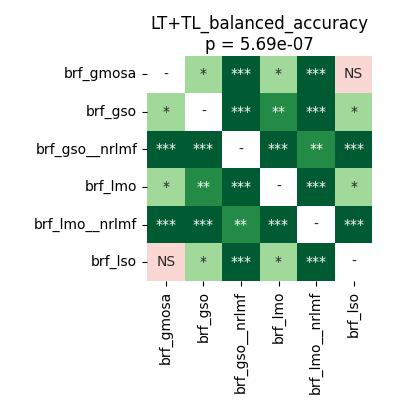 LT+TL_balanced_accuracy
p = 5.69e-07
brf_gmosa - * *** * *** NS
brf_gso * - *** ** *** *
brf_gso__nrlmf *** *** - *** ** ***
brf_lmo * ** *** - *** *
brf_lmo__nrlmf *** *** ** *** - ***
brf_lso NS * *** * *** -
brf_gmosa
brf_gso
brf_gso__nrlmf
brf_lmo
brf_lmo__nrlmf
brf_lso